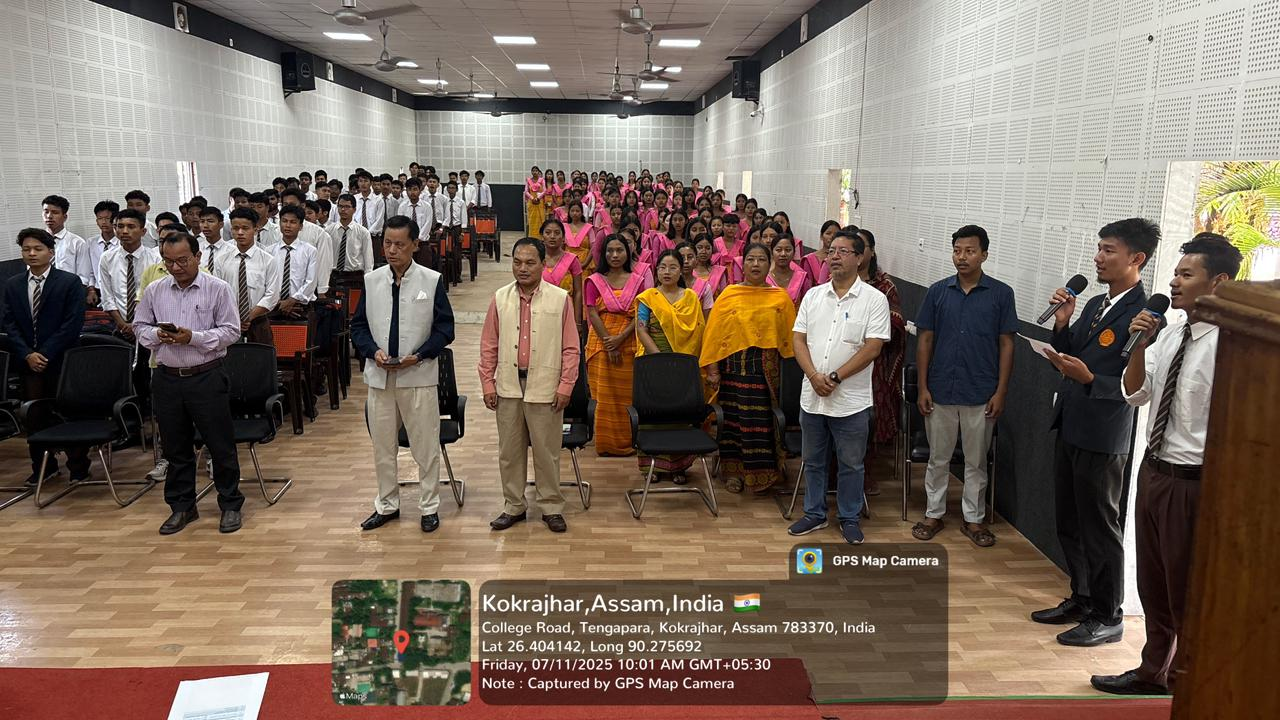 GPS Map Camera
Kokrajhar,Assam,India 🇮🇳
College Road, Tengapara, Kokrajhar, Assam 783370, India
Lat 26.404142, Long 90.275692
Friday, 07/11/2025 10:01 AM GMT+05:30
Note : Captured by GPS Map Camera
Maps